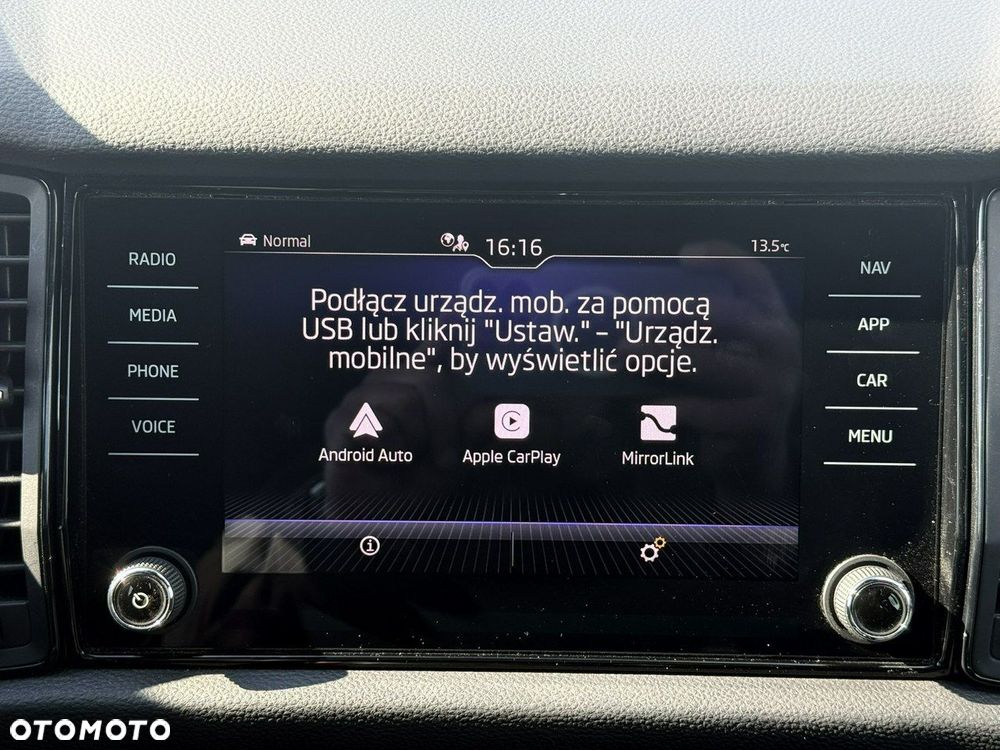 RADIO
MEDIA
PHONE
VOICE
Normal
16:16
13.5°C
Podłącz urządz. mob. za pomocą
USB lub kliknij "Ustaw." – "Urządz.
mobilne", by wyświetlić opcje.
Android Auto
Apple CarPlay
MirrorLink
NAV
APP
CAR
MENU
OTOMOTO